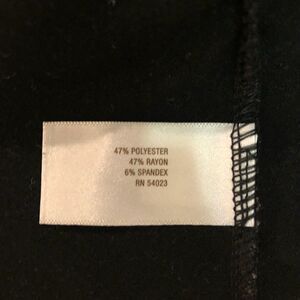 47% POLYESTER
47% RAYON
6% SPANDEX
RN 54023